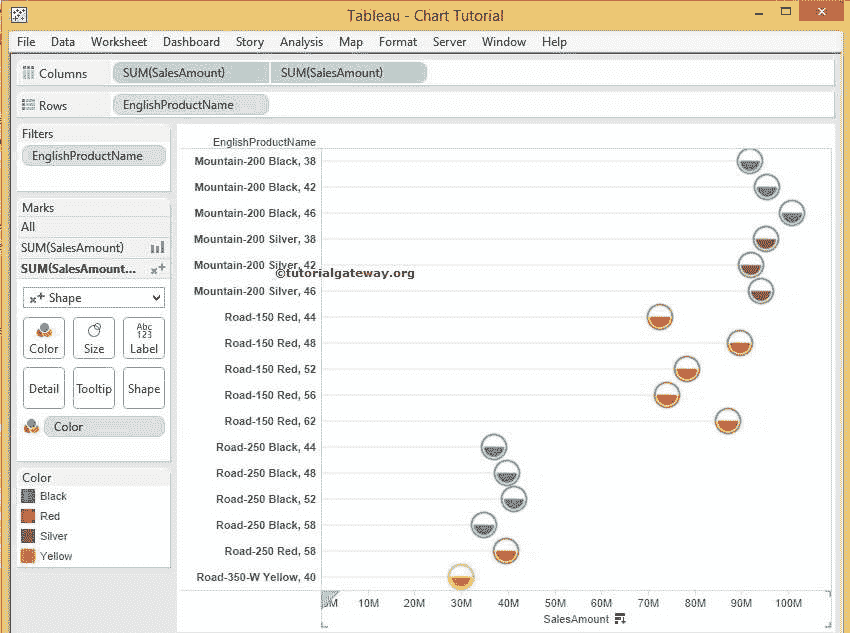 Tableau - Chart Tutorial
File Data Worksheet Dashboard Story Analysis Map Format Server Window Help
Columns SUM(SalesAmount) SUM(SalesAmount)
Rows EnglishProductName
Filters
EnglishProductName
Marks
All
SUM(SalesAmount)
SUM(SalesAmount...
Shape
Color Size Abc 123 Label
Detail Tooltip Shape
Color
Color
Black
Red
Silver
Yellow
EnglishProductName
Mountain-200 Black, 38
Mountain-200 Black, 42
Mountain-200 Black, 46
Mountain-200 Silver, 38
Mountain-200 Silver, 42
©tutorialgateway.org
Mountain-200 Silver, 46
Road-150 Red, 44
Road-150 Red, 48
Road-150 Red, 52
Road-150 Red, 56
Road-150 Red, 62
Road-250 Black, 44
Road-250 Black, 48
Road-250 Black, 52
Road-250 Black, 58
Road-250 Red, 58
Road-350-W Yellow, 40
10M 20M 30M 40M 50M 60M 70M 80M 90M 100M
SalesAmount